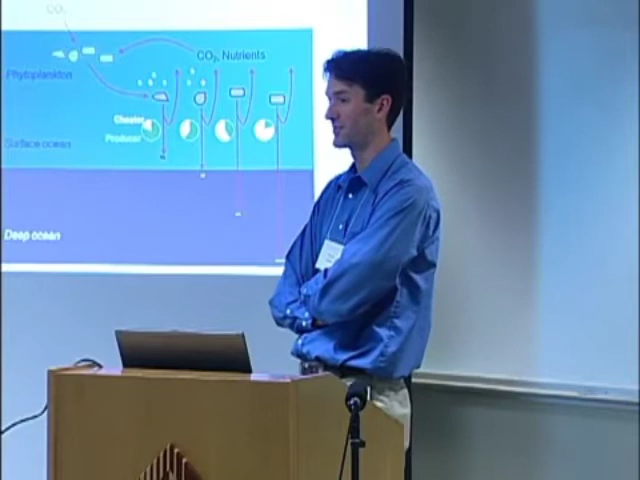 CO₂
CO₂, Nutrients
Phytoplankton
Cheater
Producer
Surface ocean
Deep ocean